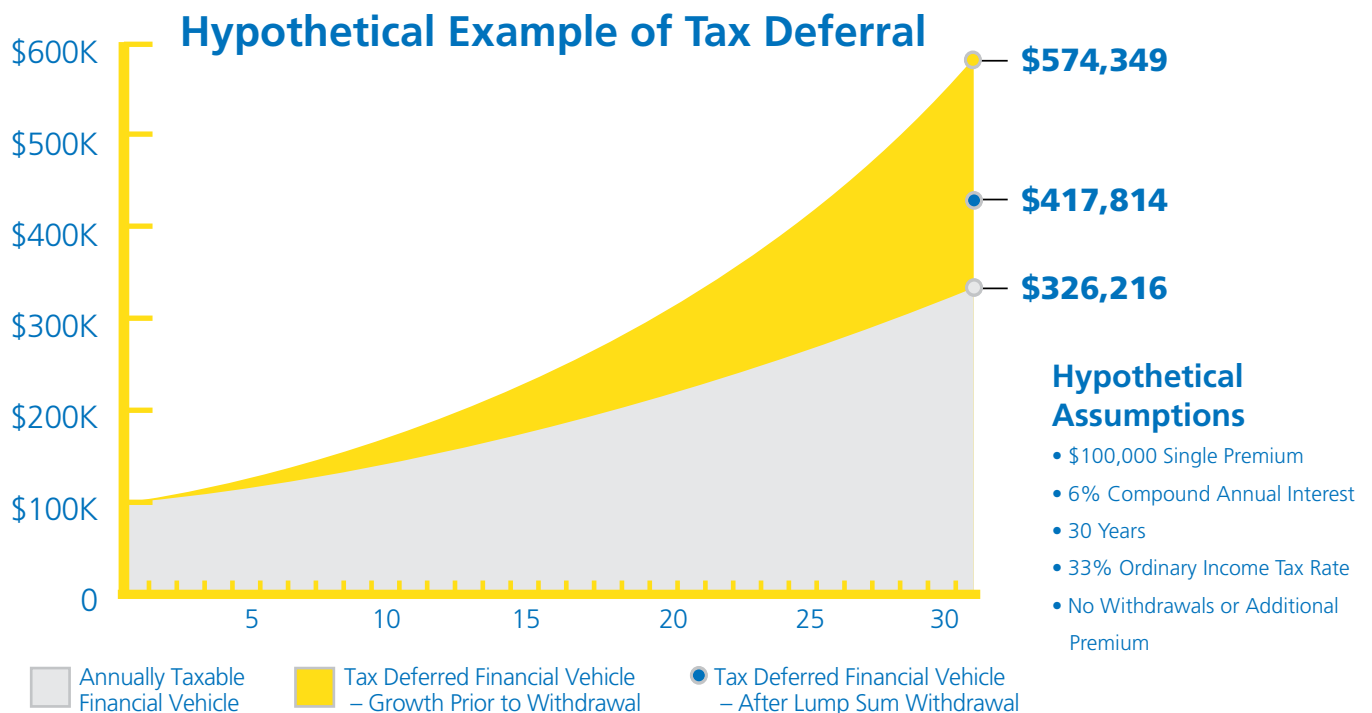 Hypothetical Example of Tax Deferral
$600K
$500K
$400K
$300K
$200K
$100K
0
5 10 15 20 25 30
$574,349
$417,814
$326,216
Hypothetical
Assumptions
• $100,000 Single Premium
• 6% Compound Annual Interest
• 30 Years
• 33% Ordinary Income Tax Rate
• No Withdrawals or Additional
Premium
Annually Taxable
Financial Vehicle
Tax Deferred Financial Vehicle
– Growth Prior to Withdrawal
Tax Deferred Financial Vehicle
– After Lump Sum Withdrawal